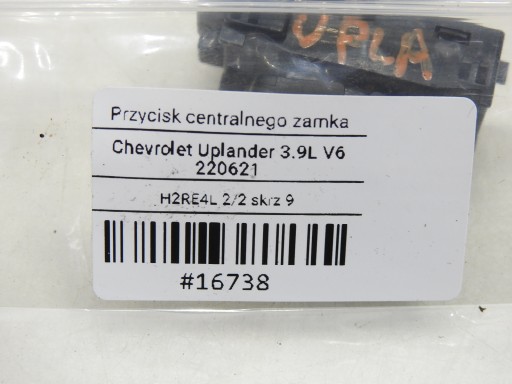 UPLA
Przycisk centralnego zamka
Chevrolet Uplander 3.9L V6
220621
H2RE4L 2/2 skrz 9
#16738